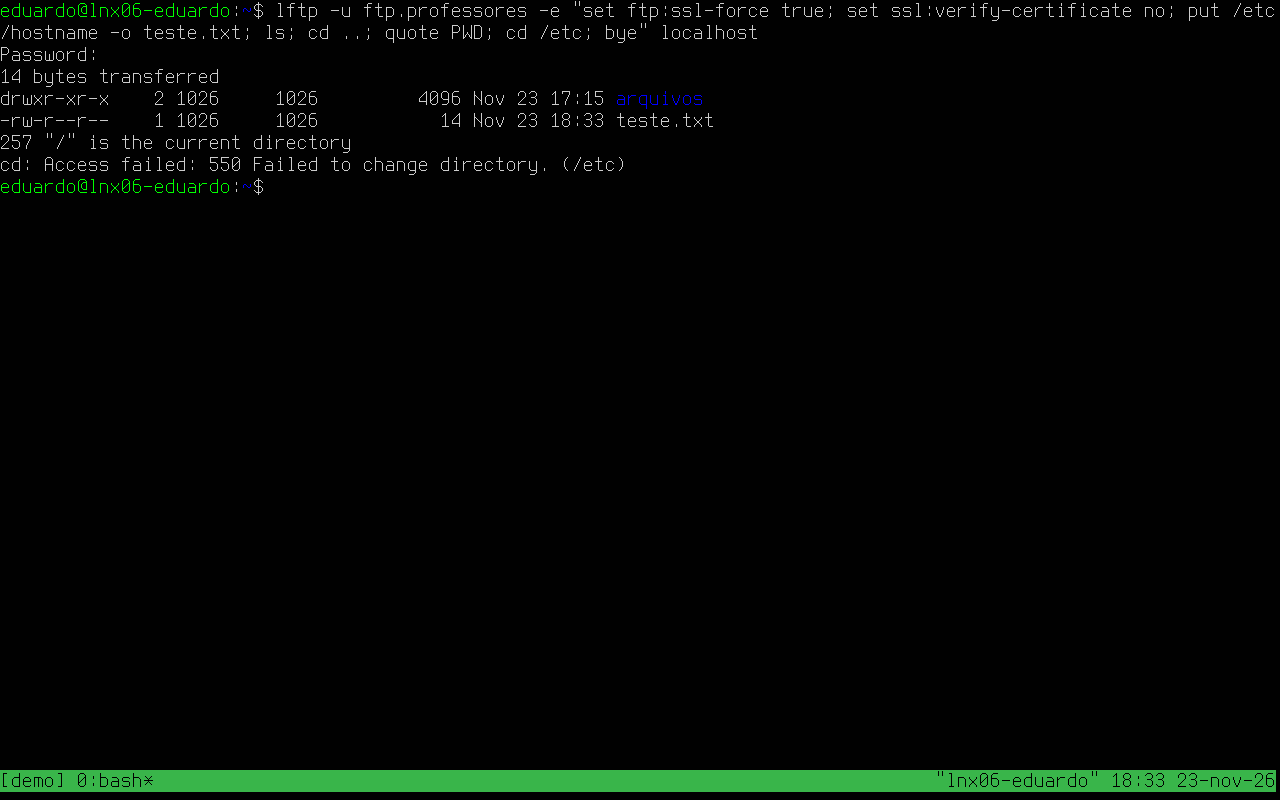 eduardo@lnx06-eduardo:~$ lftp -u ftp.professores -e "set ftp:ssl-force true; set ssl:verify-certificate no; put /etc
/hostname -o teste.txt; ls; cd ..; quote PWD; cd /etc; bye" localhost
Password:
14 bytes transferred
drwxr-xr-x    2 1026     1026         4096 Nov 23 17:15 arquivos
-rw-r--r--    1 1026     1026           14 Nov 23 18:33 teste.txt
257 "/" is the current directory
cd: Access failed: 550 Failed to change directory. (/etc)
eduardo@lnx06-eduardo:~$
[demo] 0:bash* "lnx06-eduardo" 18:33 23-nov-26